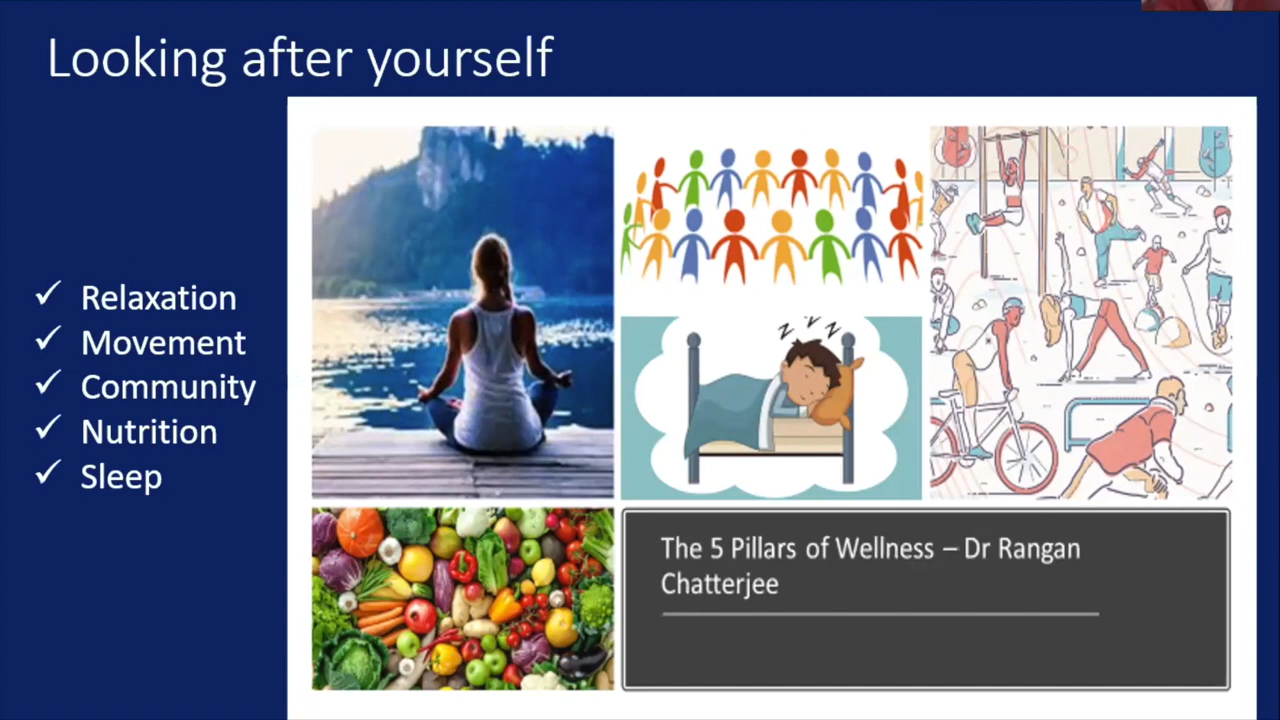 Looking after yourself
✓ Relaxation
✓ Movement
✓ Community
✓ Nutrition
✓ Sleep
z z z z
The 5 Pillars of Wellness – Dr Rangan
Chatterjee